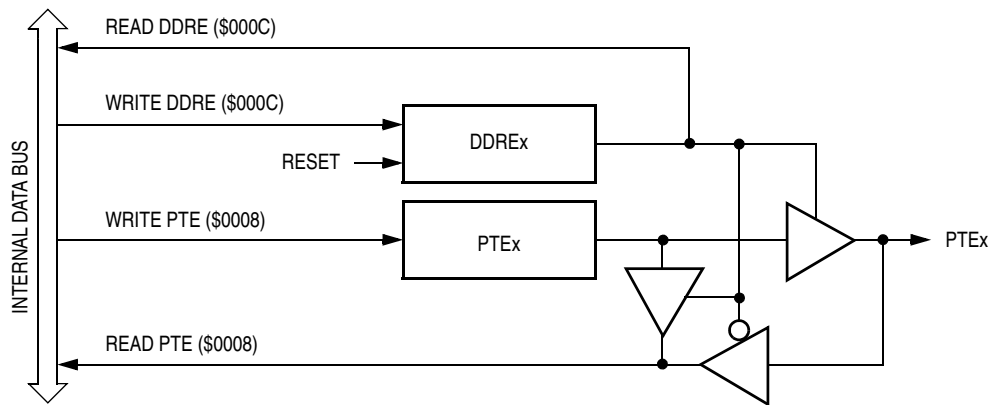 READ DDRE ($000C)
WRITE DDRE ($000C)
DDREx
RESET
WRITE PTE ($0008)
PTEx
PTEx
READ PTE ($0008)
INTERNAL DATA BUS